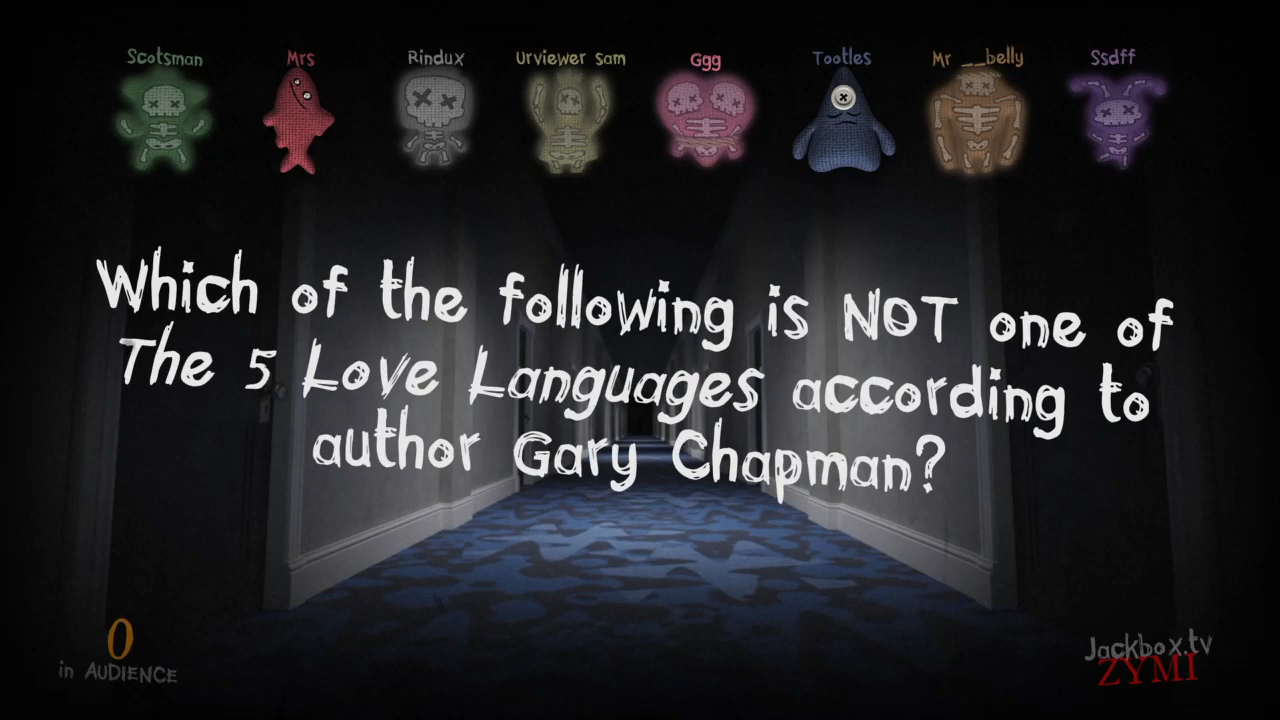 Scotsman Mrs Rindux Urviewer Sam Ggg Tootles Mr __belly Ssdff
Which of the following is NOT one of
The 5 Love Languages according to
author Gary Chapman?
0
in AUDIENCE
Jackbox.tv
ZYMI